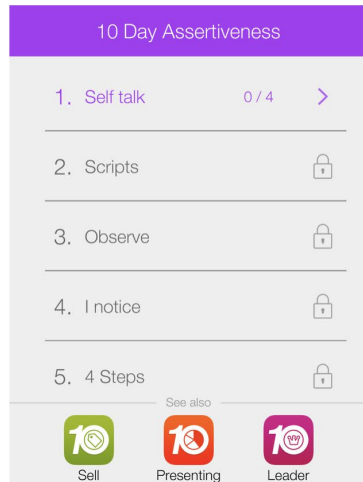 10 Day Assertiveness
1. Self talk 0 / 4
2. Scripts
3. Observe
4. I notice
5. 4 Steps
See also
10 10 10
Sell Presenting Leader